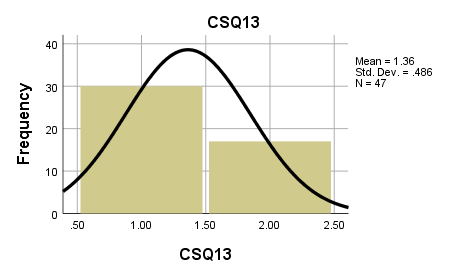 CSQ13
Mean = 1.36
Std. Dev. = .486
N = 47
40
30
20
10
0
Frequency
.50 1.00 1.50 2.00 2.50
CSQ13